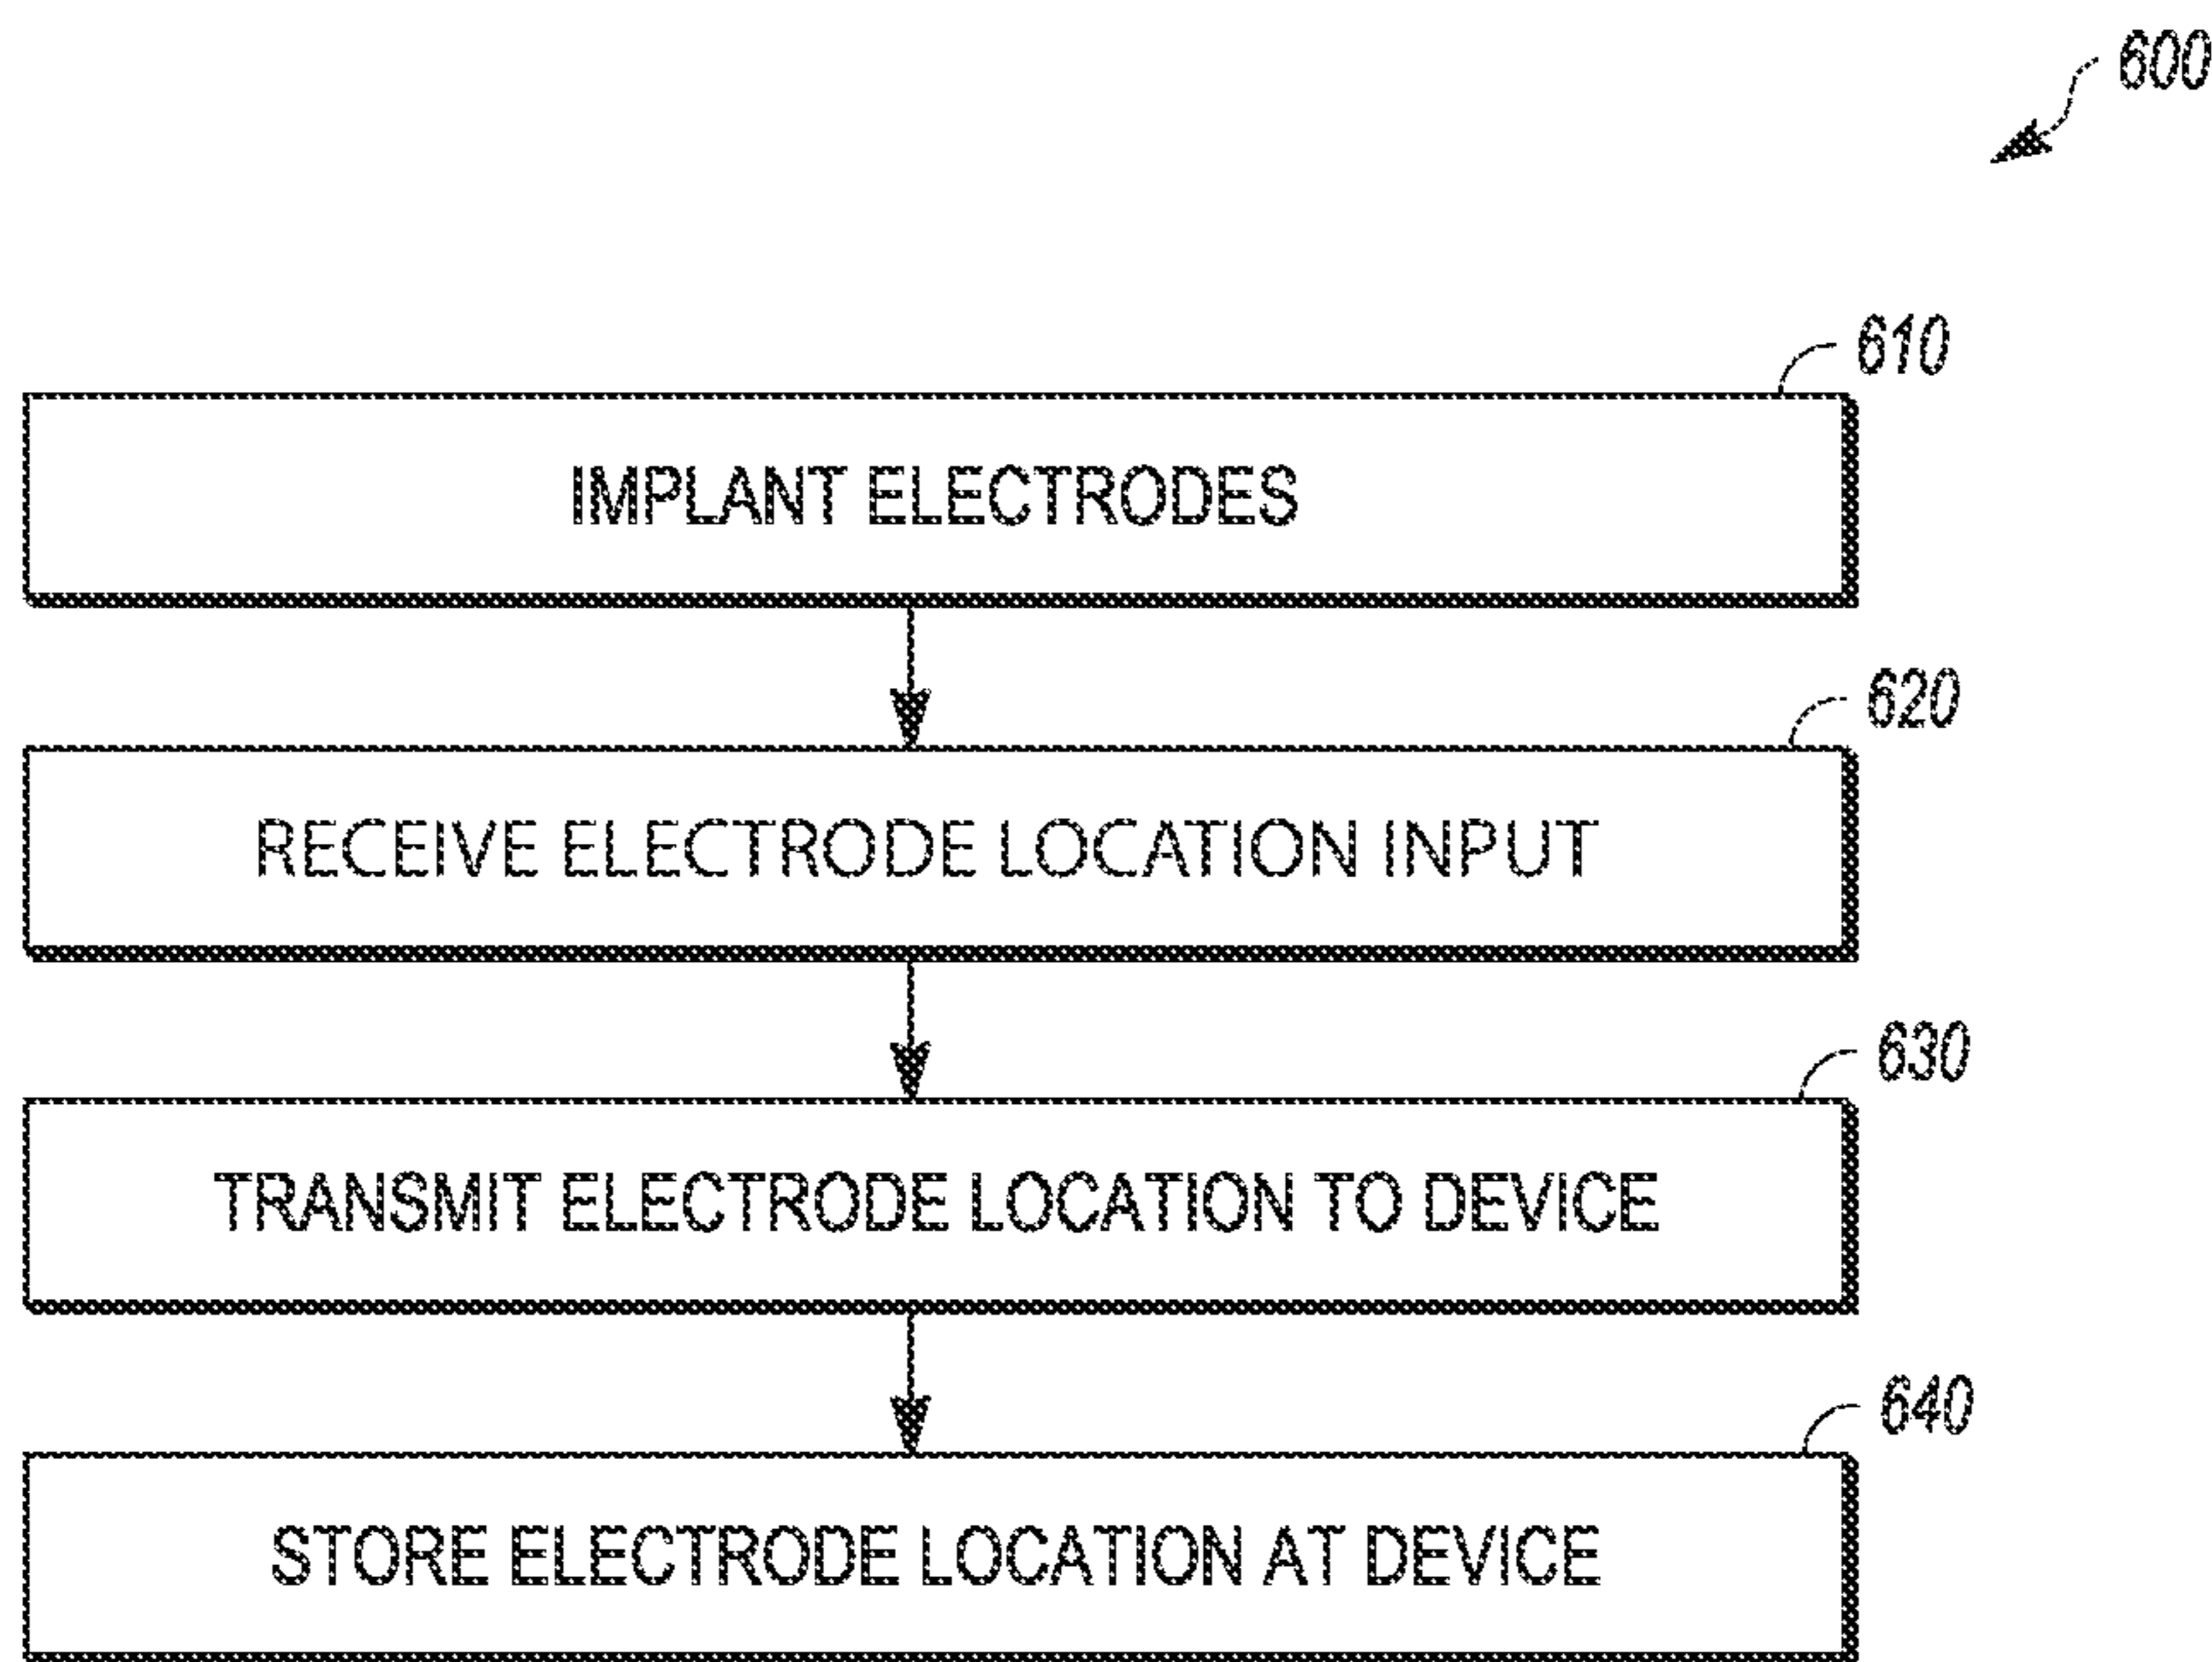 600
610
IMPLANT ELECTRODES
620
RECEIVE ELECTRODE LOCATION INPUT
630
TRANSMIT ELECTRODE LOCATION TO DEVICE
640
STORE ELECTRODE LOCATION AT DEVICE